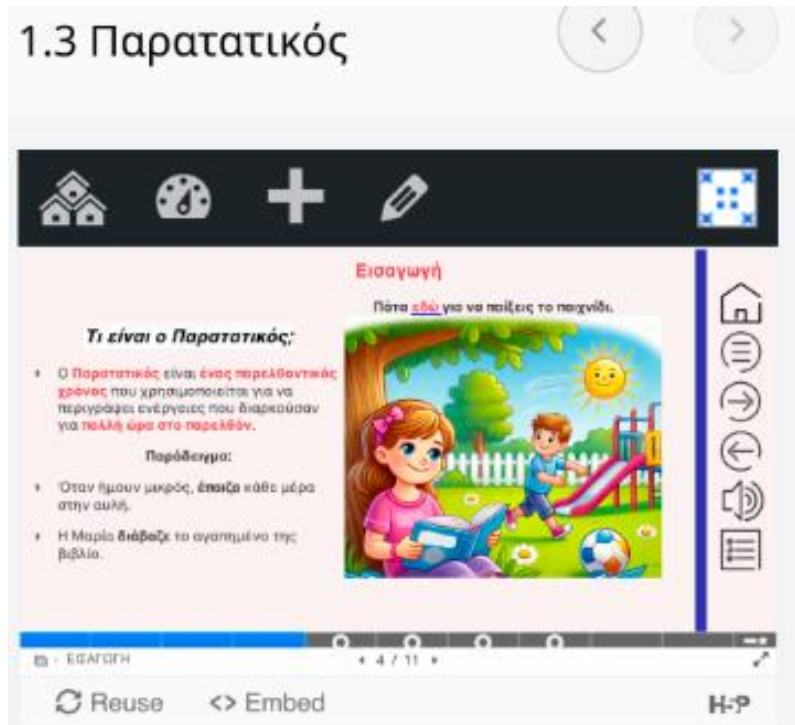 1.3 Παρατατικός
Εισαγωγή
Πάτα εδώ για να παίξεις το παιχνίδι.
Τι είναι ο Παρατατικός;
Ο Παρατατικός είναι ένας παρελθοντικός
χρόνος που χρησιμοποιείται για να
περιγράψει ενέργειες που διαρκούσαν
για πολλή ώρα στο παρελθόν.
Παράδειγμα:
Όταν ήμουν μικρός, έπαιζα κάθε μέρα
στην αυλή.
Η Μαρία διάβαζε το αγαπημένο της
βιβλίο.
ΕΙΣΑΓΩΓΗ
4 / 11
Reuse
Embed
H-P